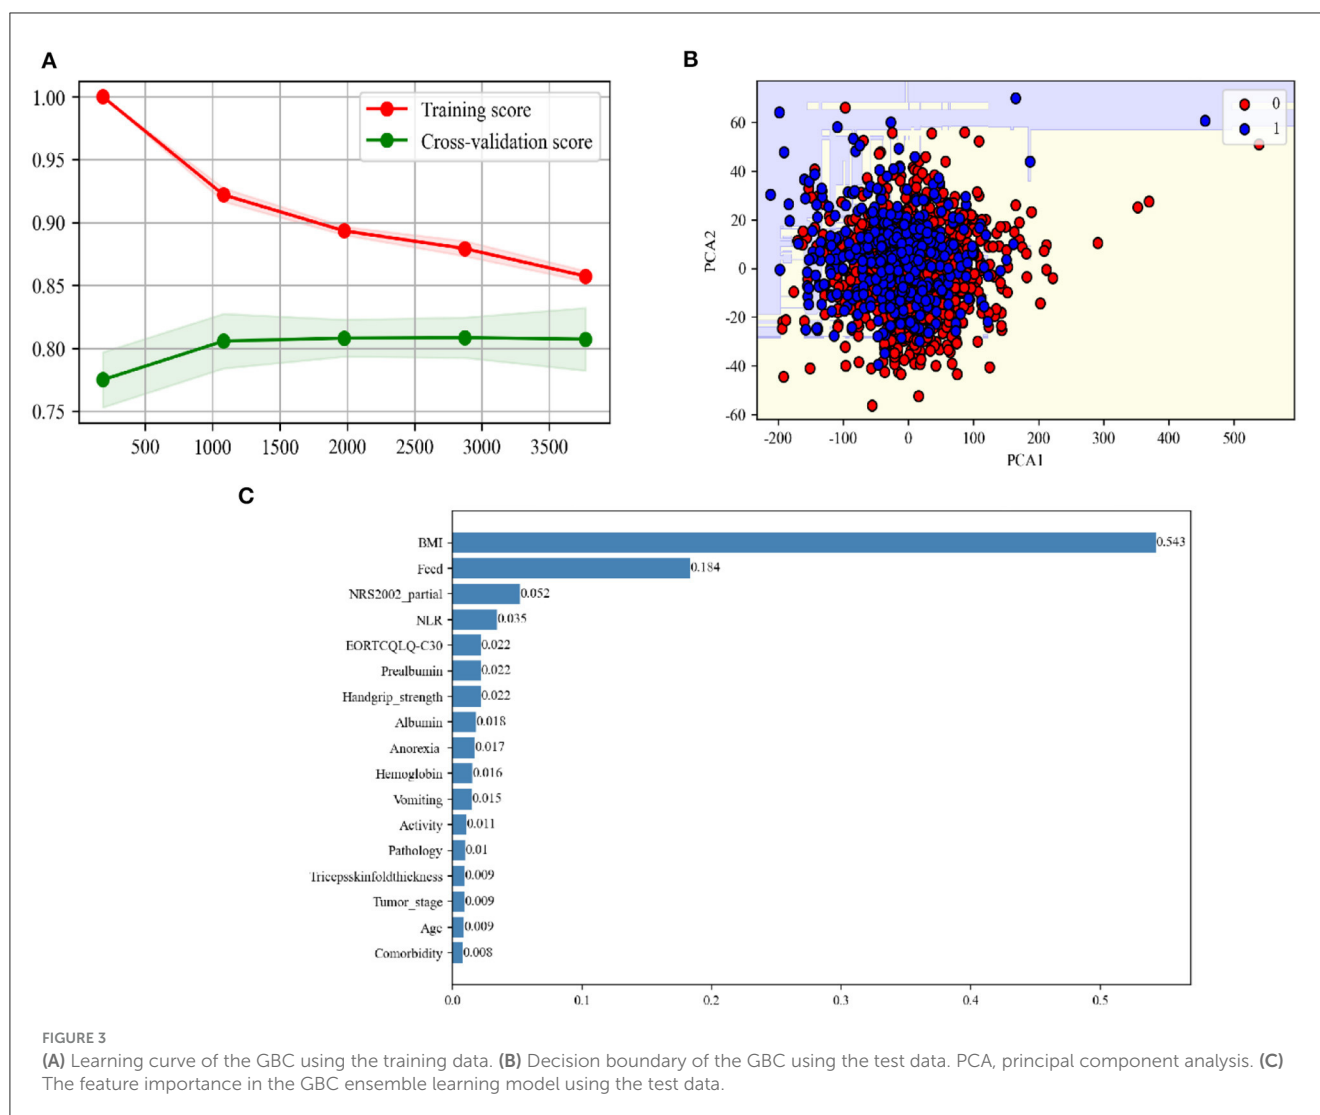 A
1.00
0.95
0.90
0.85
0.80
0.75
Training score
Cross-validation score
500 1000 1500 2000 2500 3000 3500
B
PCA2
60
40
20
0
-20
-40
-60
0
1
-200 -100 0 100 200 300 400 500
PCA1
C
BMI 0.543
Feed 0.184
NRS2002_partial 0.052
NLR 0.035
EORTCQLQ-C30 0.022
Prealbumin 0.022
Handgrip_strength 0.022
Albumin 0.018
Anorexia 0.017
Hemoglobin 0.016
Vomiting 0.015
Activity 0.011
Pathology 0.01
Tricepsskinfoldthickness 0.009
Tumor_stage 0.009
Age 0.009
Comorbidity 0.008
0.0 0.1 0.2 0.3 0.4 0.5
FIGURE 3
(A) Learning curve of the GBC using the training data. (B) Decision boundary of the GBC using the test data. PCA, principal component analysis. (C)
The feature importance in the GBC ensemble learning model using the test data.